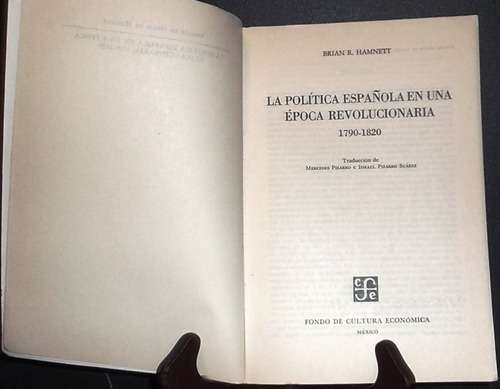 BRIAN R. HAMNETT
LA POLÍTICA ESPAÑOLA EN UNA
ÉPOCA REVOLUCIONARIA
1790-1820
Traducción de
MERCEDES PIZARRO E ISMAEL PIZARRO SUÁREZ
FONDO DE CULTURA ECONÓMICA
MÉXICO